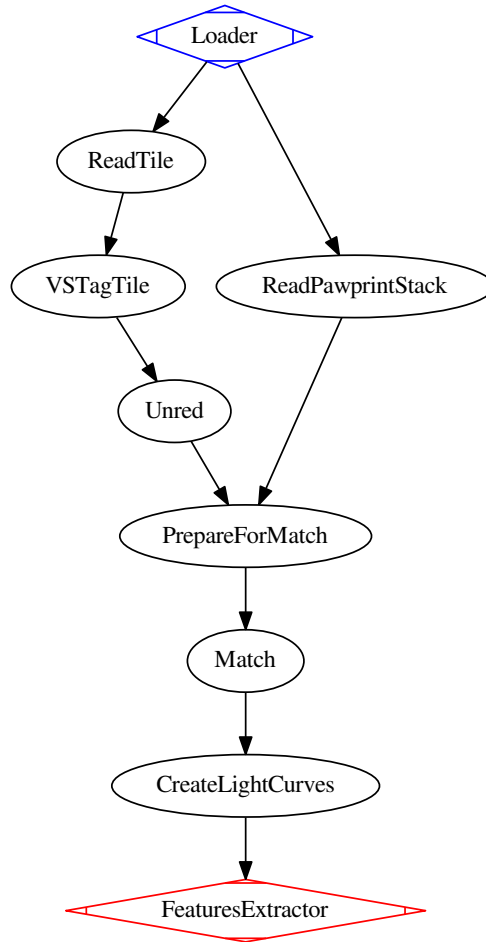 Loader
ReadTile
VSTagTile
ReadPawprintStack
Unred
PrepareForMatch
Match
CreateLightCurves
FeaturesExtractor